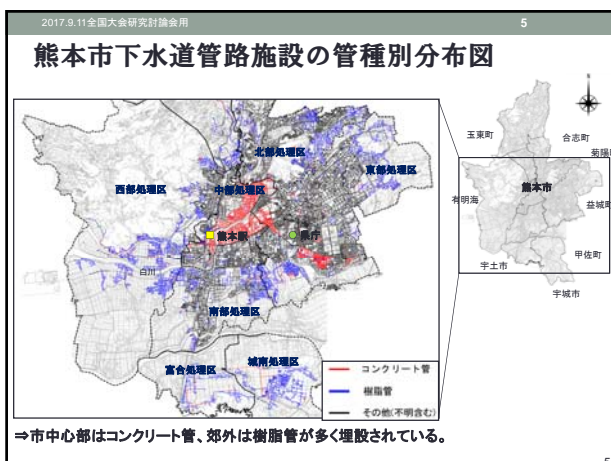 2017.9.11全国大会研究討論会用
5
熊本市下水道管路施設の管種別分布図
玉東町
合志町
菊陽町
北部処理区
東部処理区
西部処理区
中部処理区
熊本市
有明海
益城町
熊本駅
県庁
白川
甲佐町
宇土市
宇城市
南部処理区
城南処理区
富合処理区
コンクリート管
樹脂管
その他(不明含む)
⇒市中心部はコンクリート管、郊外は樹脂管が多く埋設されている。
5